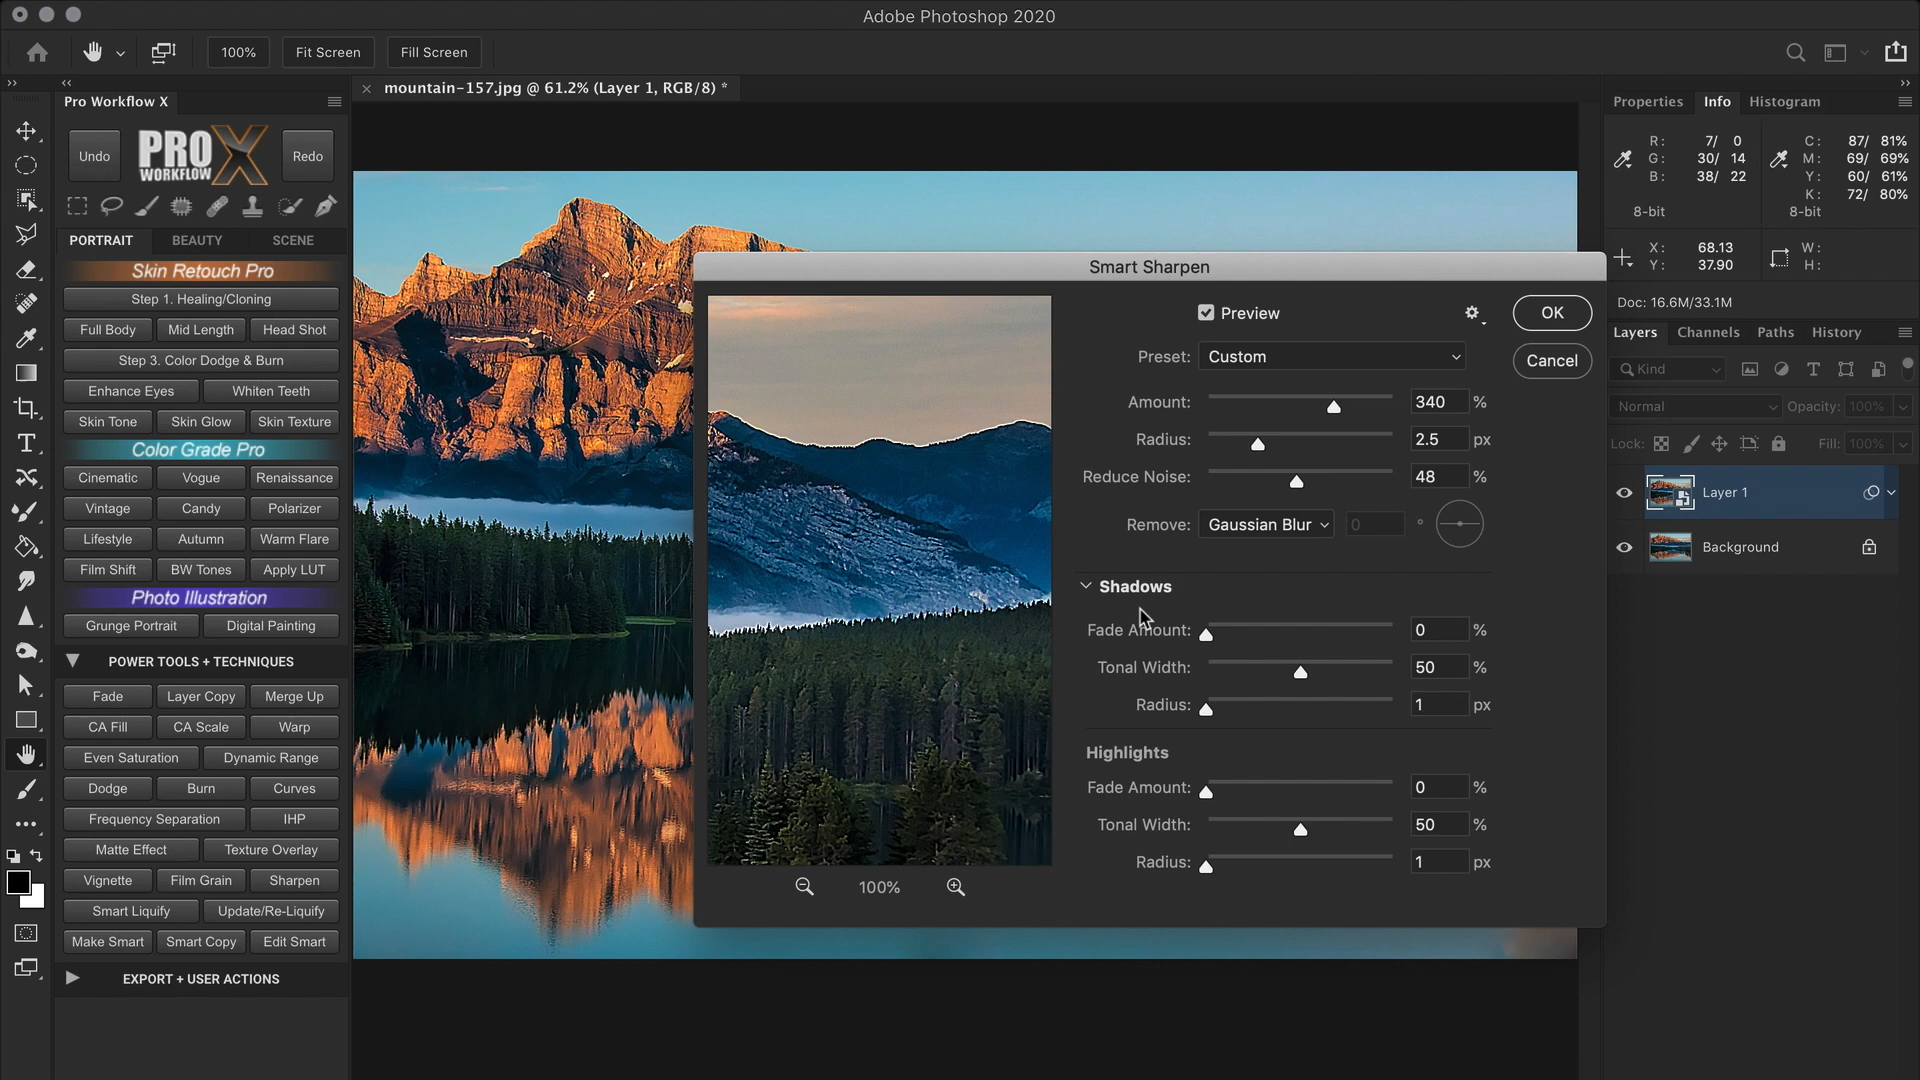 Adobe Photoshop 2020
100%
Fit Screen
Fill Screen
Pro Workflow X
mountain-157.jpg @ 61.2% (Layer 1, RGB/8) *
Undo
PRO
WORKFLOW
X
Redo
PORTRAIT
BEAUTY
SCENE
Skin Retouch Pro
Step 1. Healing/Cloning
Full Body
Mid Length
Head Shot
Step 3. Color Dodge & Burn
Enhance Eyes
Whiten Teeth
Skin Tone
Skin Glow
Skin Texture
Color Grade Pro
Cinematic
Vogue
Renaissance
Vintage
Candy
Polarizer
Lifestyle
Autumn
Warm Flare
Film Shift
BW Tones
Apply LUT
Photo Illustration
Grunge Portrait
Digital Painting
POWER TOOLS + TECHNIQUES
Fade
Layer Copy
Merge Up
CA Fill
CA Scale
Warp
Even Saturation
Dynamic Range
Dodge
Burn
Curves
Frequency Separation
IHP
Matte Effect
Texture Overlay
Vignette
Film Grain
Sharpen
Smart Liquify
Update/Re-Liquify
Make Smart
Smart Copy
Edit Smart
EXPORT + USER ACTIONS
Smart Sharpen
Preview
OK
Preset: Custom
Cancel
Amount: 340 %
Radius: 2.5 px
Reduce Noise: 48 %
Remove: Gaussian Blur 0 °
Shadows
Fade Amount: 0 %
Tonal Width: 50 %
Radius: 1 px
Highlights
Fade Amount: 0 %
Tonal Width: 50 %
Radius: 1 px
100%
Properties
Info
Histogram
R: 7/ 0
G: 30/ 14
B: 38/ 22
8-bit
C: 87/ 81%
M: 69/ 69%
Y: 60/ 61%
K: 72/ 80%
8-bit
X: 68.13
Y: 37.90
W:
H:
Doc: 16.6M/33.1M
Layers
Channels
Paths
History
Kind
Normal
Opacity: 100%
Lock:
Fill: 100%
Layer 1
Background